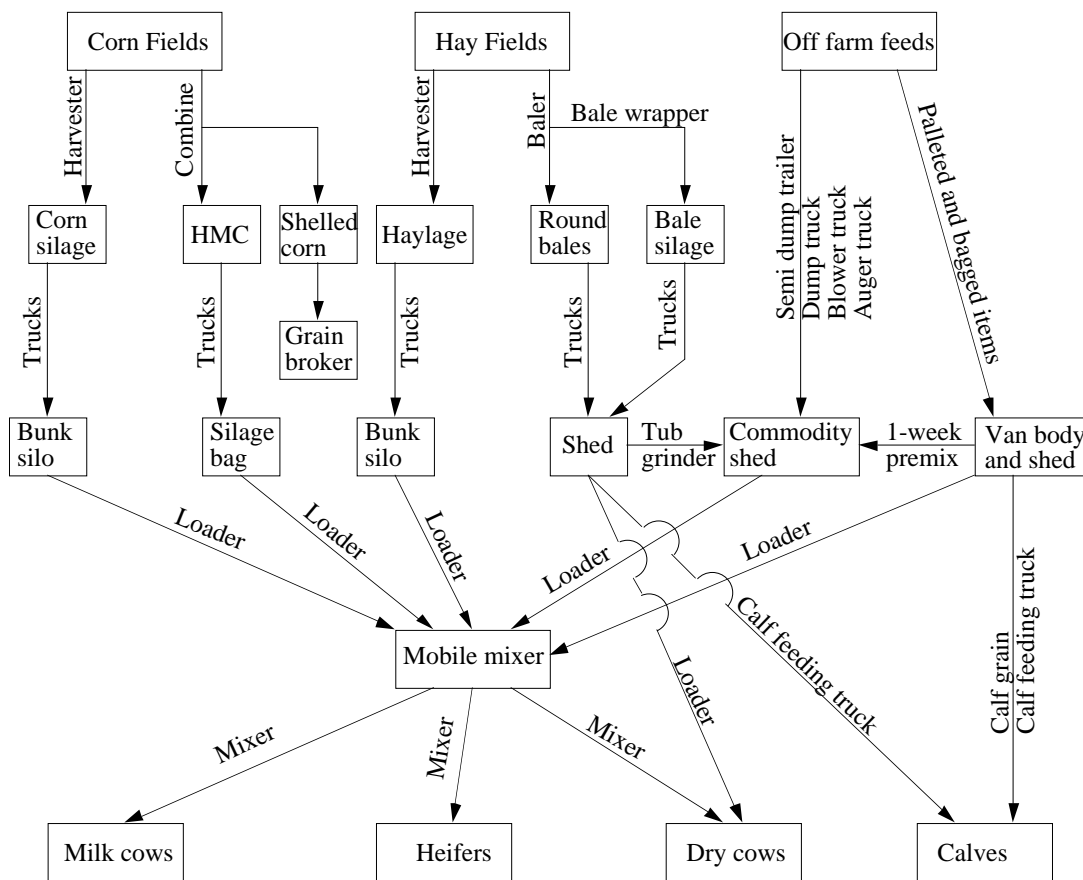 Corn Fields
Hay Fields
Off farm feeds
Harvester
Combine
Harvester
Baler
Bale wrapper
Semi dump trailer
Dump truck
Blower truck
Auger truck
Palleted and bagged items
Corn
silage
HMC
Shelled
corn
Haylage
Round
bales
Bale
silage
Trucks
Trucks
Grain
broker
Trucks
Trucks
Trucks
Bunk
silo
Silage
bag
Bunk
silo
Shed
Tub
grinder
Commodity
shed
1-week
premix
Van body
and shed
Loader
Loader
Loader
Loader
Loader
Mobile mixer
Loader
Calf feeding truck
Calf grain
Calf feeding truck
Mixer
Mixer
Mixer
Milk cows
Heifers
Dry cows
Calves